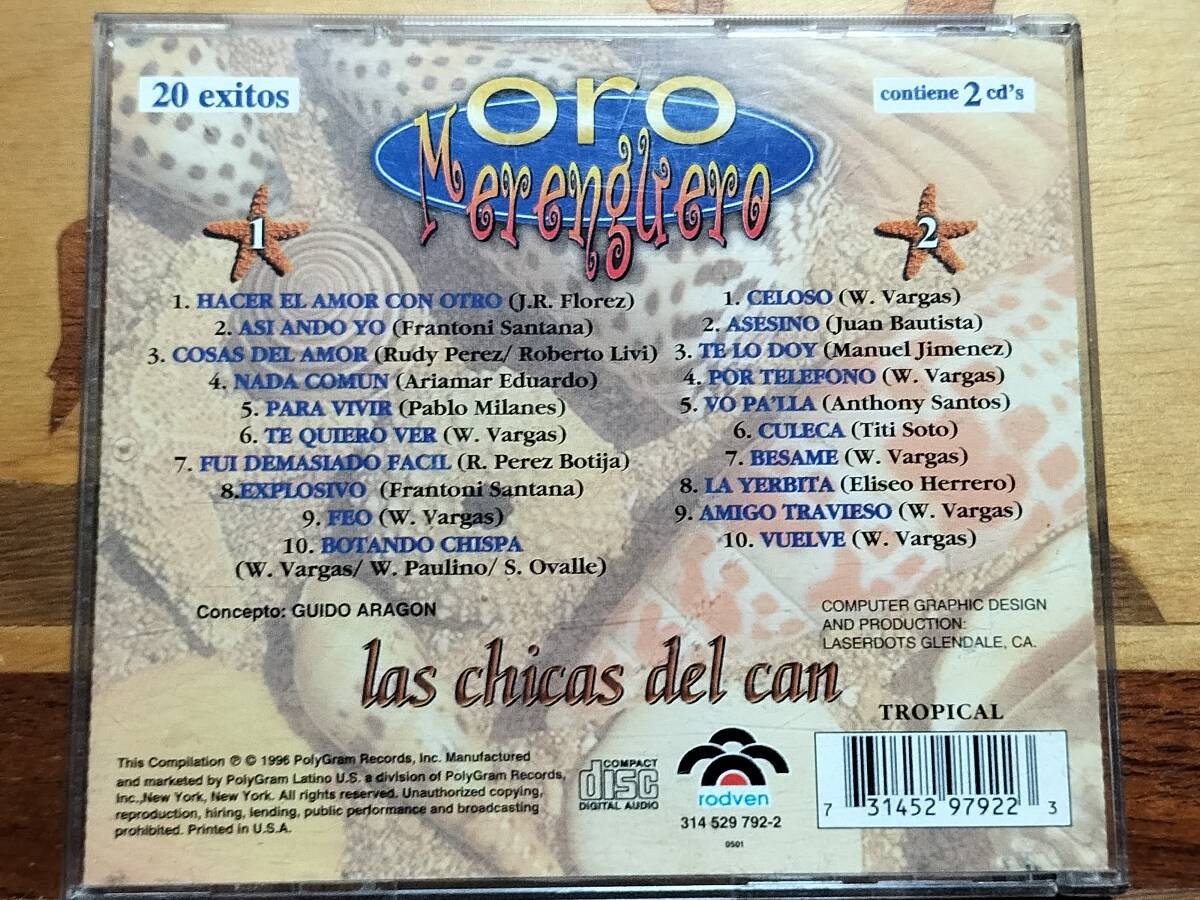 20 exitos
oro
Merenguero
contiene 2 cd's
1
1. HACER EL AMOR CON OTRO (J.R. Florez)
2. ASI ANDO YO (Frantoni Santana)
3. COSAS DEL AMOR (Rudy Perez/ Roberto Livi)
4. NADA COMUN (Ariamar Eduardo)
5. PARA VIVIR (Pablo Milanes)
6. TE QUIERO VER (W. Vargas)
7. FUI DEMASIADO FACIL (R. Perez Botija)
8.EXPLOSIVO (Frantoni Santana)
9. FEO (W. Vargas)
10. BOTANDO CHISPA
(W. Vargas/ W. Paulino/ S. Ovalle)
2
1. CELOSO (W. Vargas)
2. ASESINO (Juan Bautista)
3. TE LO DOY (Manuel Jimenez)
4. POR TELEFONO (W. Vargas)
5. VO PA'LLA (Anthony Santos)
6. CULECA (Titi Soto)
7. BESAME (W. Vargas)
8. LA YERBITA (Eliseo Herrero)
9. AMIGO TRAVIESO (W. Vargas)
10. VUELVE (W. Vargas)
Concepto: GUIDO ARAGON
COMPUTER GRAPHIC DESIGN
AND PRODUCTION:
LASERDOTS GLENDALE, CA.
las chicas del can
TROPICAL
This Compilation ℗ © 1996 PolyGram Records, Inc. Manufactured
and marketed by PolyGram Latino U.S. a division of PolyGram Records,
Inc.,New York, New York. All rights reserved. Unauthorized copying,
reproduction, hiring, lending, public performance and broadcasting
prohibited. Printed in U.S.A.
COMPACT
disc
DIGITAL AUDIO
rodven
314 529 792-2
0501
7 31452 97922 3